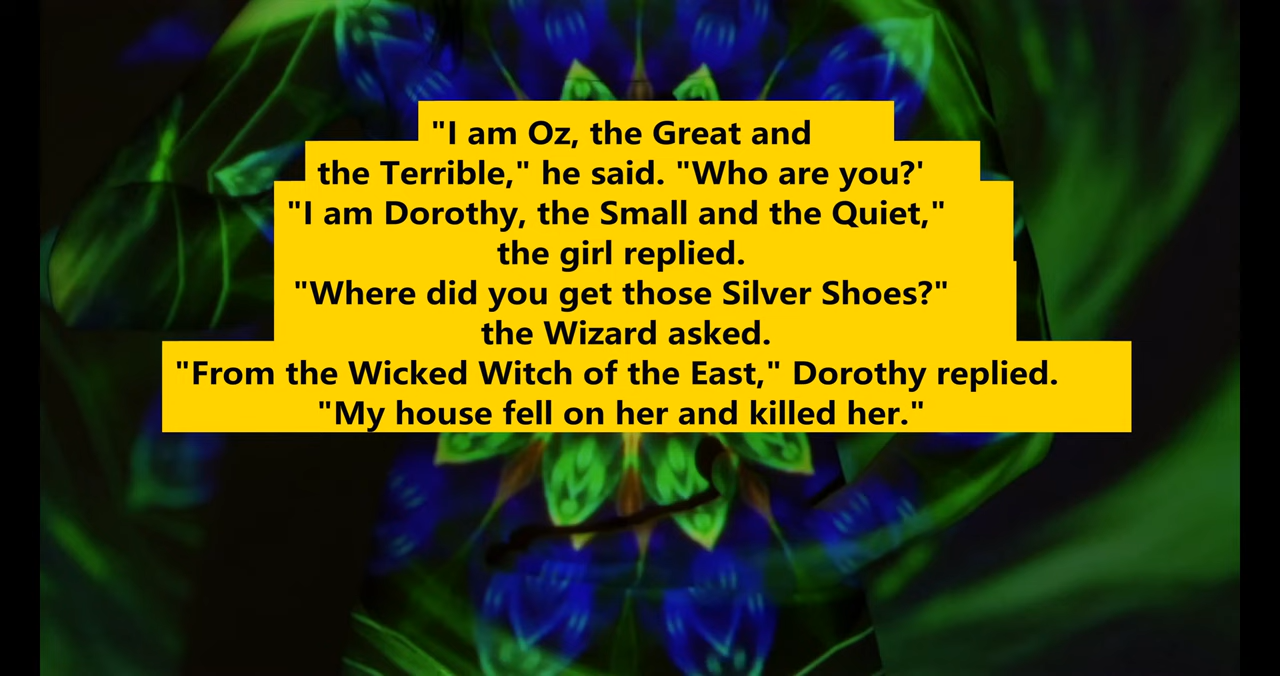 "I am Oz, the Great and
the Terrible," he said. "Who are you?'
"I am Dorothy, the Small and the Quiet,"
the girl replied.
"Where did you get those Silver Shoes?"
the Wizard asked.
"From the Wicked Witch of the East," Dorothy replied.
"My house fell on her and killed her."